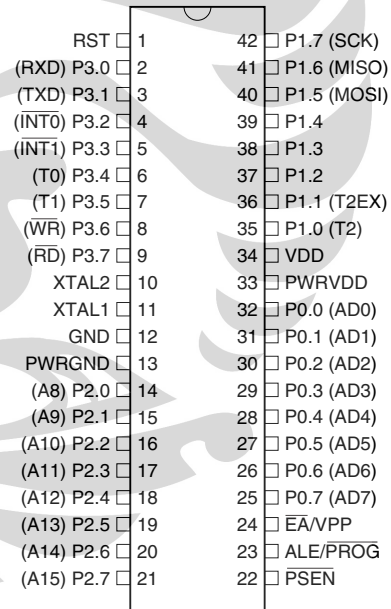 RST 1 42 P1.7 (SCK)
(RXD) P3.0 2 41 P1.6 (MISO)
(TXD) P3.1 3 40 P1.5 (MOSI)
(INT0) P3.2 4 39 P1.4
(INT1) P3.3 5 38 P1.3
(T0) P3.4 6 37 P1.2
(T1) P3.5 7 36 P1.1 (T2EX)
(WR) P3.6 8 35 P1.0 (T2)
(RD) P3.7 9 34 VDD
XTAL2 10 33 PWRVDD
XTAL1 11 32 P0.0 (AD0)
GND 12 31 P0.1 (AD1)
PWRGND 13 30 P0.2 (AD2)
(A8) P2.0 14 29 P0.3 (AD3)
(A9) P2.1 15 28 P0.4 (AD4)
(A10) P2.2 16 27 P0.5 (AD5)
(A11) P2.3 17 26 P0.6 (AD6)
(A12) P2.4 18 25 P0.7 (AD7)
(A13) P2.5 19 24 EA/VPP
(A14) P2.6 20 23 ALE/PROG
(A15) P2.7 21 22 PSEN